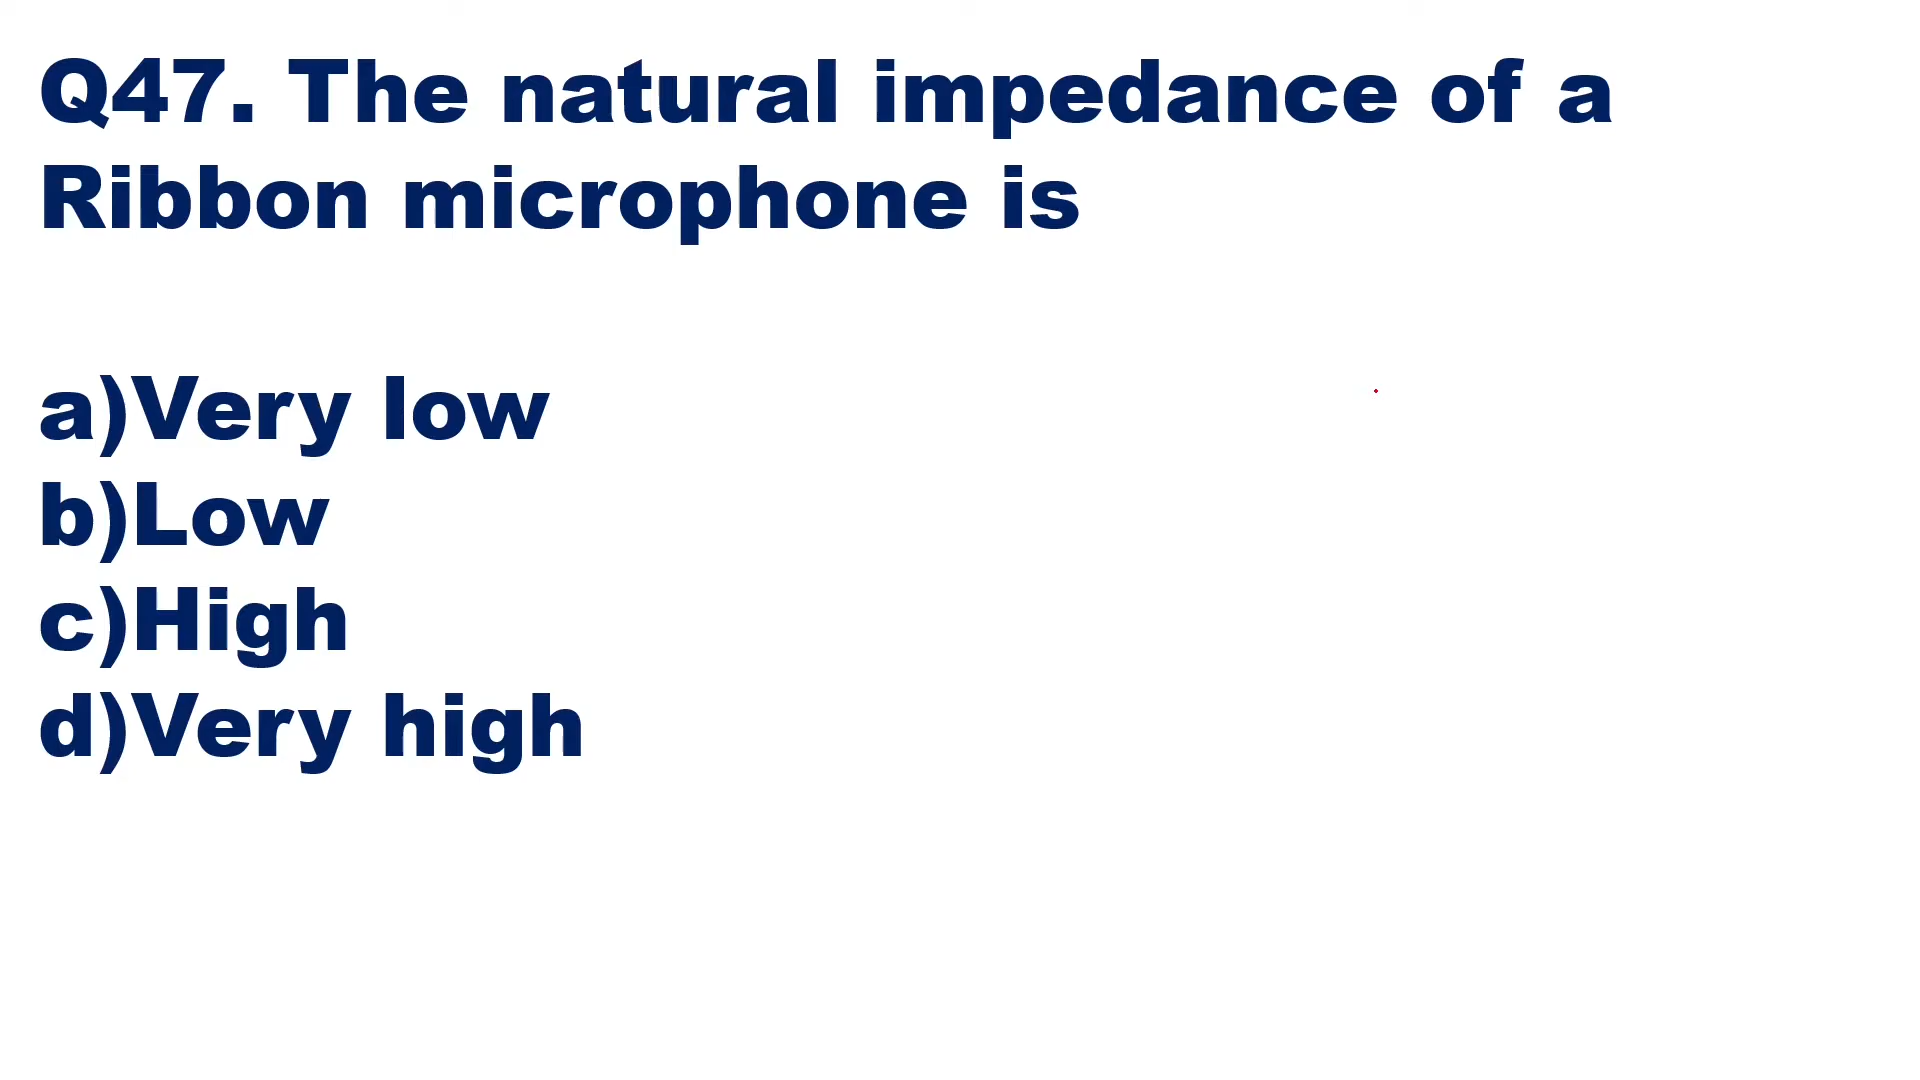 Q47. The natural impedance of a
Ribbon microphone is
a)Very low
b)Low
c)High
d)Very high